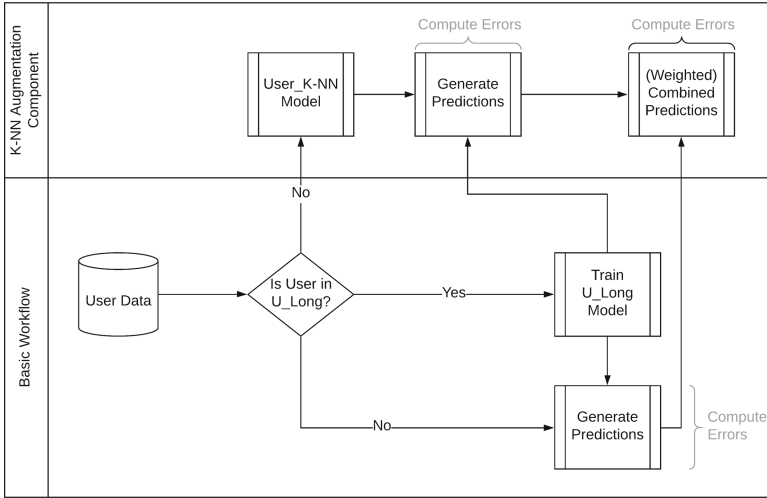 K-NN Augmentation
Component
Compute Errors
Compute Errors
User_K-NN
Model
Generate
Predictions
(Weighted)
Combined
Predictions
No
Basic Workflow
User Data
Is User in
U_Long?
Yes
Train
U_Long
Model
No
Generate
Predictions
Compute
Errors